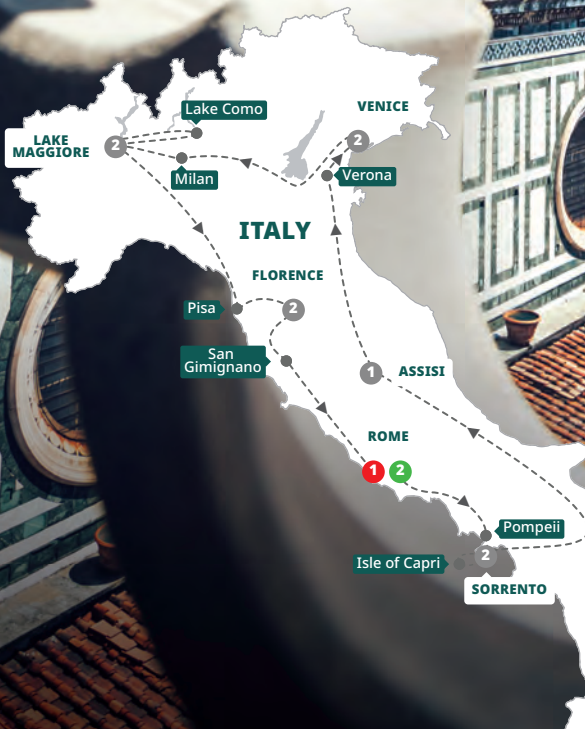 Lake Como
VENICE
2
LAKE
MAGGIORE
2
Milan
Verona
ITALY
FLORENCE
Pisa
2
San
Gimignano
1
ASSISI
ROME
1
2
Pompeii
2
Isle of Capri
SORRENTO